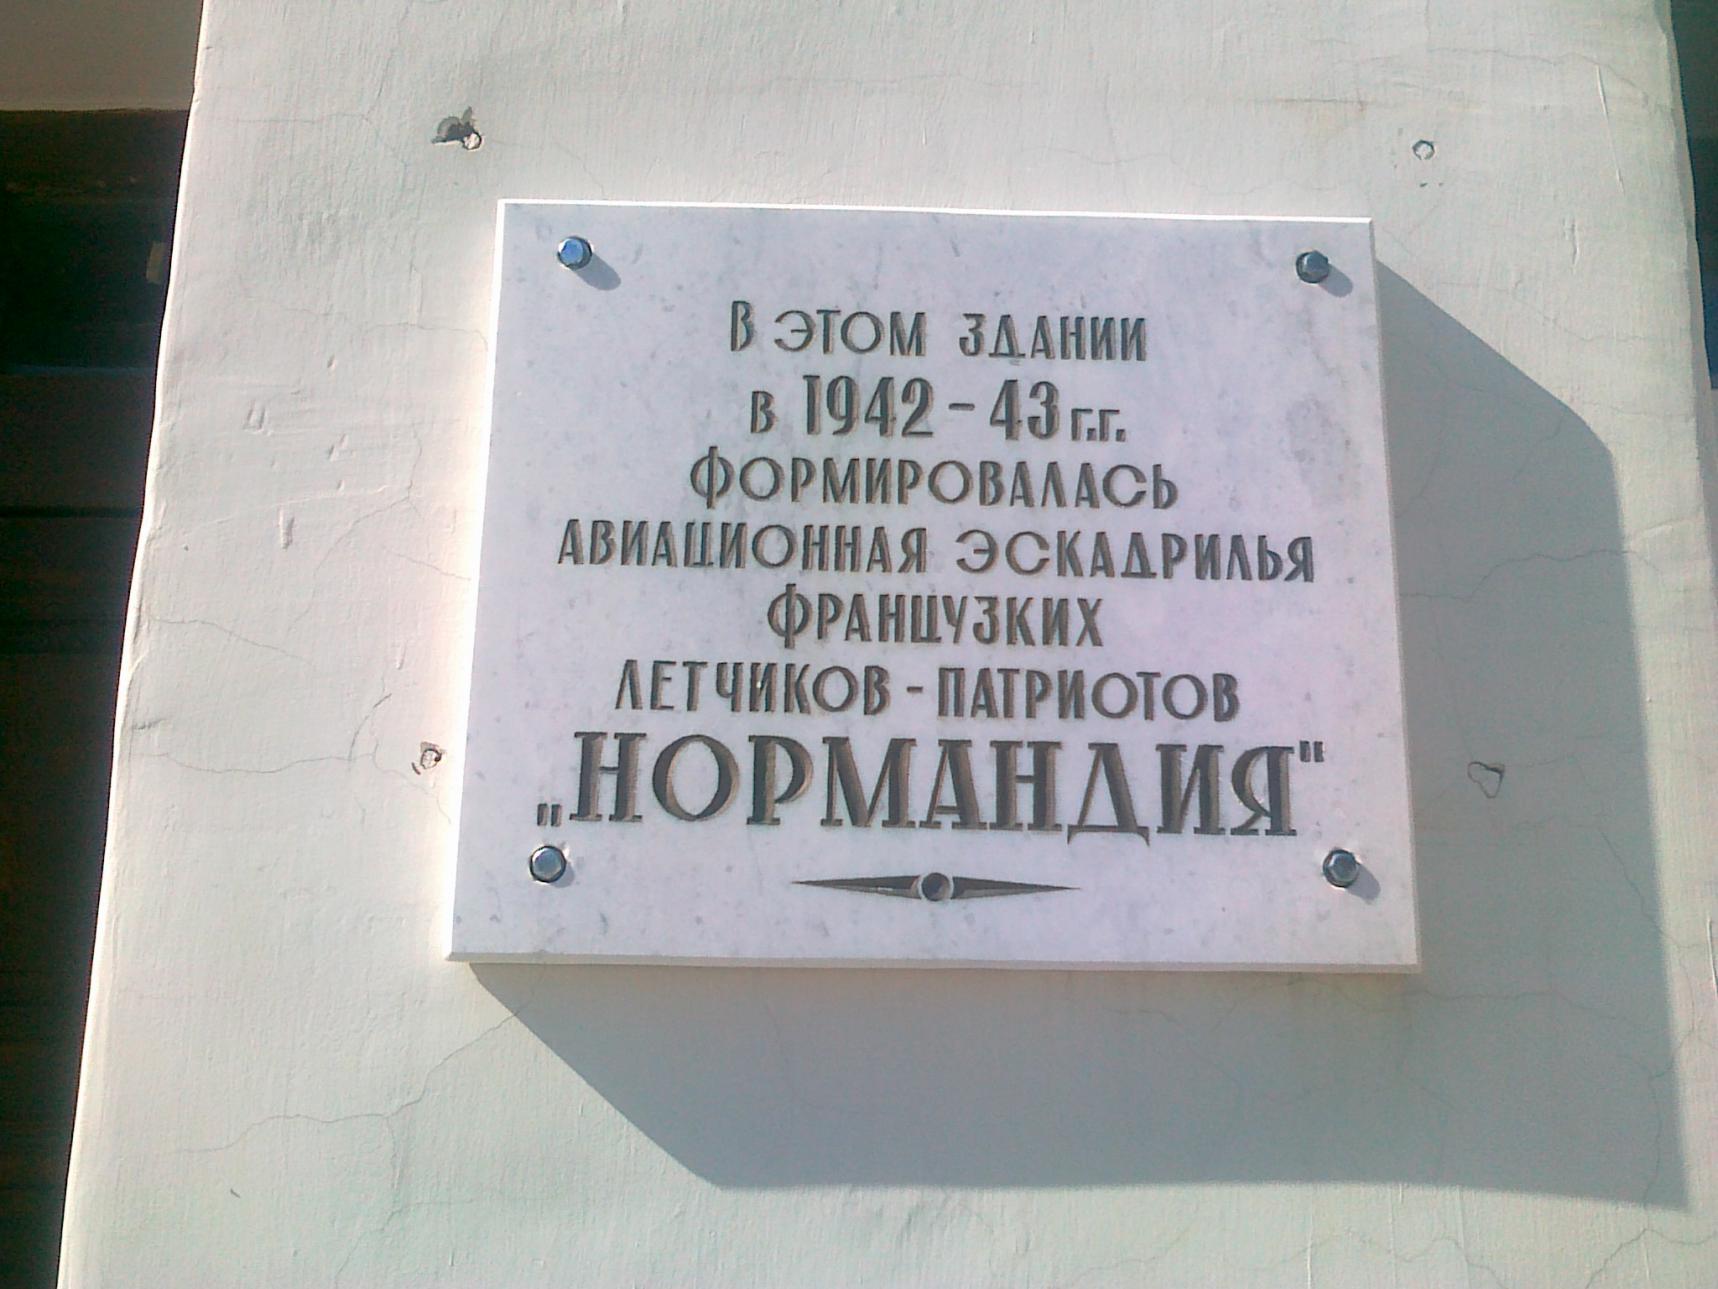 В ЭТОМ ЗДАНИИ
в 1942-43 г.г.
ФОРМИРОВАЛАСЬ
АВИАЦИОННАЯ ЭСКАДРИЛЬЯ
ФРАНЦУЗКИХ
ЛЕТЧИКОВ-ПАТРИОТОВ
„НОРМАНДИЯ"